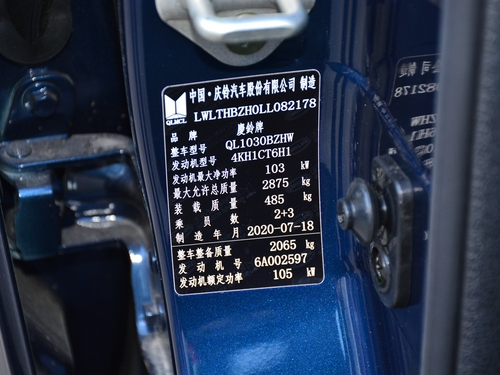 中国·庆铃汽车股份有限公司 制造
QLMCL
LWLTHBZH0LL082178
品牌 慶鈴牌
整车型号 QL1030BZHW
发动机型号 4KH1CT6H1
发动机最大净功率 103 kW
最大允许总质量 2875 kg
装载质量 485 kg
乘员数 2+3
制造年月 2020-07-18
整车整备质量 2065 kg
发动机号 6A002597
发动机额定功率 105 kW